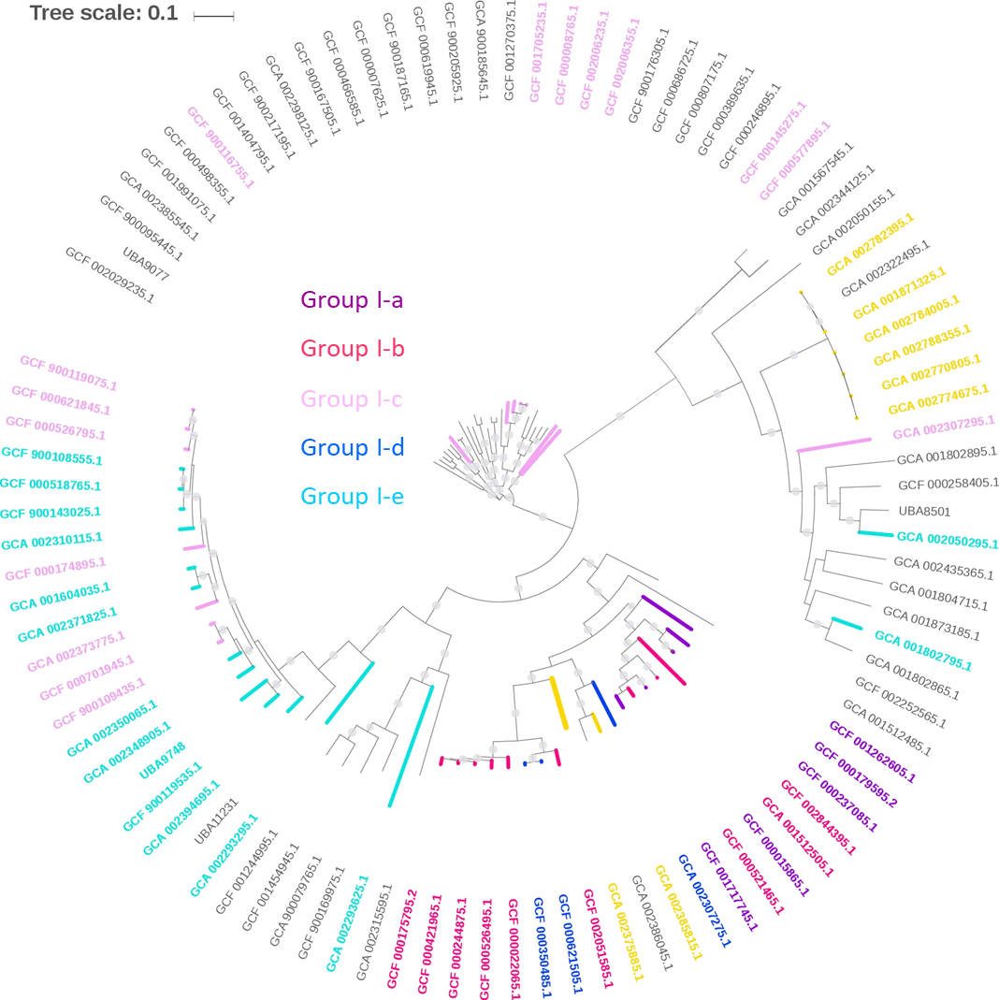 Tree scale: 0.1
GCF 002029235.1
UBA9077
GCF 900095445.1
GCA 002385545.1
GCF 001991075.1
GCF 000498355.1
GCF 900116755.1
GCF 001404795.1
GCF 900217195.1
GCA 002298125.1
GCF 900167505.1
GCF 000466585.1
GCF 000007625.1
GCF 900187165.1
GCF 000619945.1
GCF 900205925.1
GCA 900185645.1
GCF 001270375.1
GCF 001705235.1
GCF 000008765.1
GCF 002006235.1
GCF 002006355.1
GCF 900176305.1
GCF 000686725.1
GCF 000807175.1
GCF 000389635.1
GCF 000246895.1
GCF 000145275.1
GCF 000577895.1
GCA 001567545.1
GCA 002344125.1
GCA 002050155.1
GCA 002782395.1
GCA 002322495.1
GCA 001871325.1
GCA 002784005.1
GCA 002788355.1
GCA 002770805.1
GCA 002774675.1
GCA 002307295.1
GCA 001802895.1
GCF 000258405.1
UBA8501
GCA 002050295.1
GCA 002435365.1
GCA 001804715.1
GCA 001873185.1
GCA 001802795.1
GCA 001802865.1
GCF 002252565.1
GCA 001512485.1
GCF 001262605.1
GCF 000179595.2
GCF 000237085.1
GCF 002844395.1
GCA 001512505.1
GCF 000015865.1
GCF 000521465.1
GCF 001717745.1
GCA 002307275.1
GCA 002385815.1
GCA 002386045.1
GCA 002375885.1
GCF 002051585.1
GCF 000621505.1
GCF 000350485.1
GCF 000022065.1
GCF 000526495.1
GCF 000244875.1
GCF 000421965.1
GCF 000175795.2
GCA 002315595.1
GCA 002293625.1
GCF 900169975.1
GCA 900079765.1
GCF 001454945.1
GCF 001244995.1
GCA 002293295.1
UBA11231
GCA 002394695.1
GCF 900119535.1
UBA9748
GCA 002348905.1
GCA 002350065.1
GCF 900109435.1
GCF 000701945.1
GCA 002373775.1
GCA 002371825.1
GCA 001604035.1
GCF 000174895.1
GCA 002310115.1
GCF 900143025.1
GCF 000518765.1
GCF 900108555.1
GCF 000526795.1
GCF 000621845.1
GCF 900119075.1
Group I-a
Group I-b
Group I-c
Group I-d
Group I-e